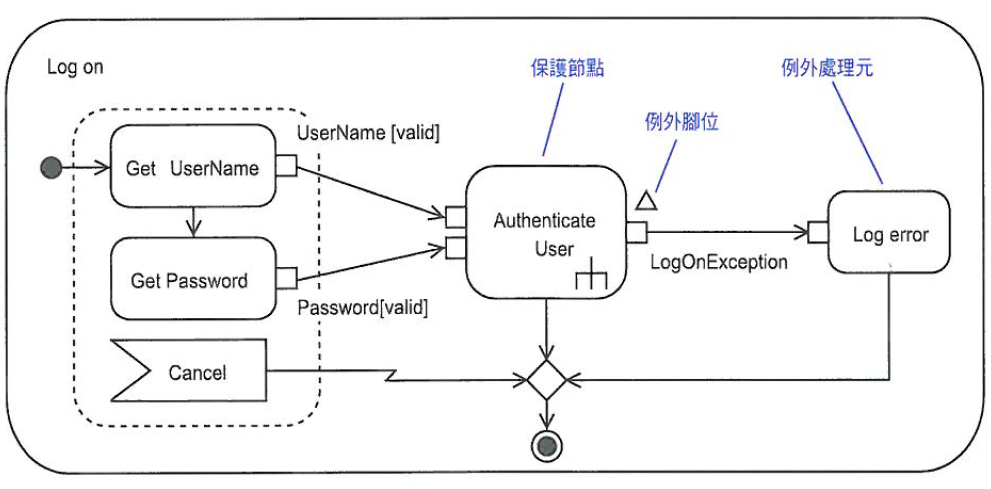 Log on
保護節點
例外處理元
例外腳位
UserName [valid]
Get UserName
Authenticate
User
Log error
LogOnException
Get Password
Password[valid]
Cancel